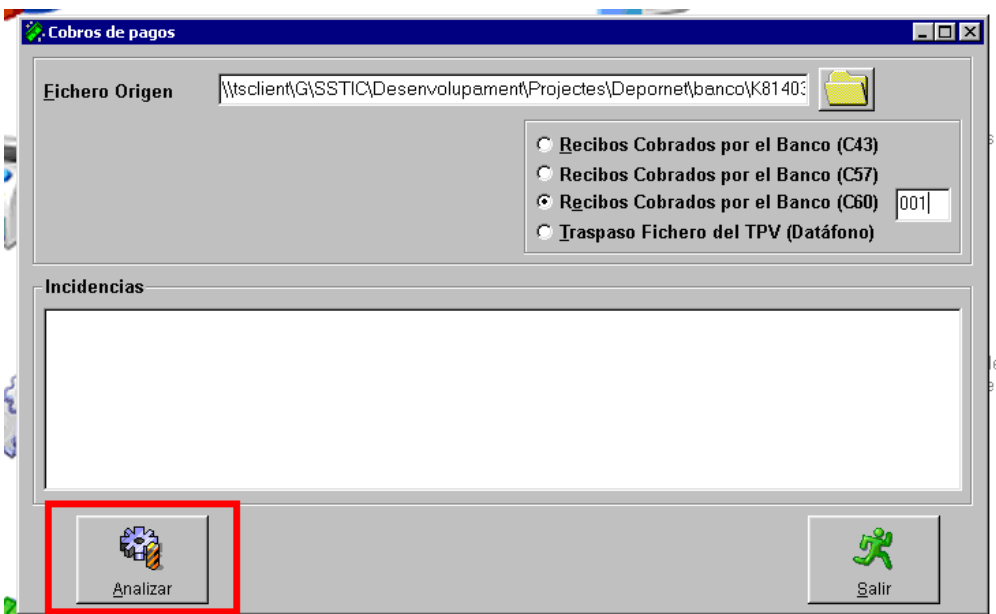 Cobros de pagos
Fichero Origen
\\tsclient\G\SSTIC\Desenvolupament\Projectes\Depornet\banco\K81403
Recibos Cobrados por el Banco (C43)
Recibos Cobrados por el Banco (C57)
Recibos Cobrados por el Banco (C60) 001
Traspaso Fichero del TPV (Datáfono)
Incidencias
Analizar
Salir